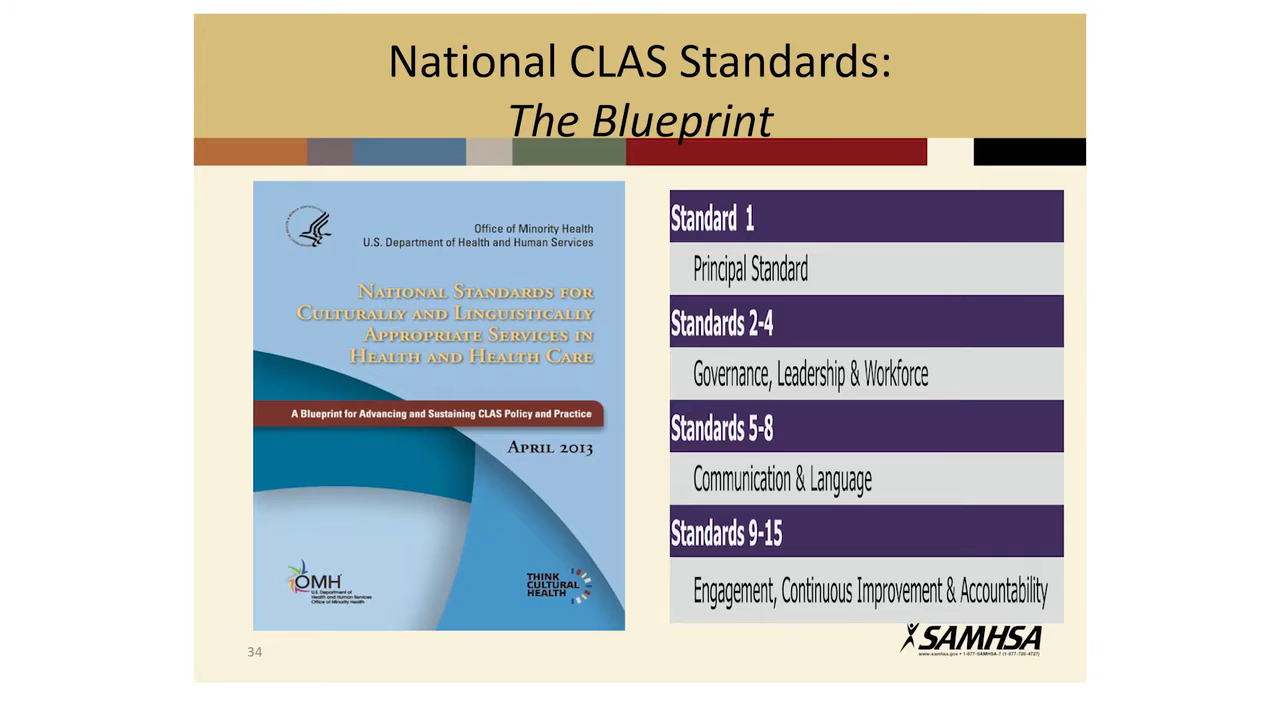 National CLAS Standards:
The Blueprint
Office of Minority Health
U.S. Department of Health and Human Services
National Standards for
Culturally and Linguistically
Appropriate Services in
Health and Health Care
A Blueprint for Advancing and Sustaining CLAS Policy and Practice
April 2013
OMH
U.S. Department of
Health and Human Services
Office of Minority Health
THINK
CULTURAL
HEALTH
Standard 1
Principal Standard
Standards 2-4
Governance, Leadership & Workforce
Standards 5-8
Communication & Language
Standards 9-15
Engagement, Continuous Improvement & Accountability
SAMHSA
www.samhsa.gov • 1-877-SAMHSA-7 (1-877-726-4727)
34